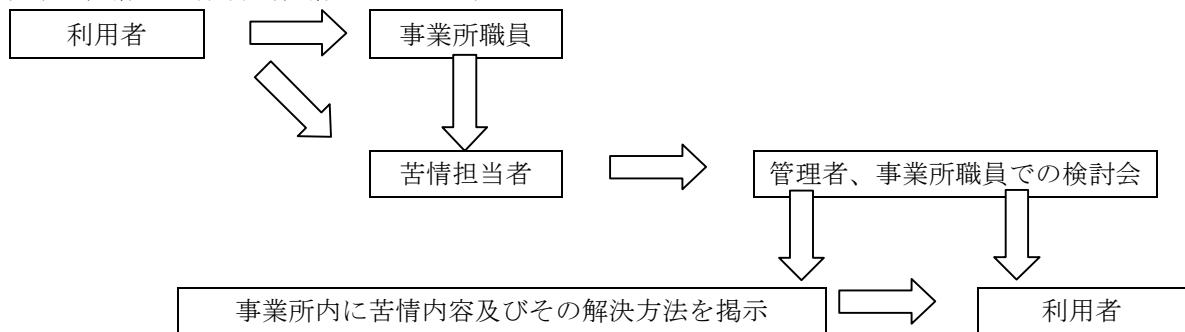 利用者
事業所職員
苦情担当者
管理者、事業所職員での検討会
事業所内に苦情内容及びその解決方法を掲示
利用者